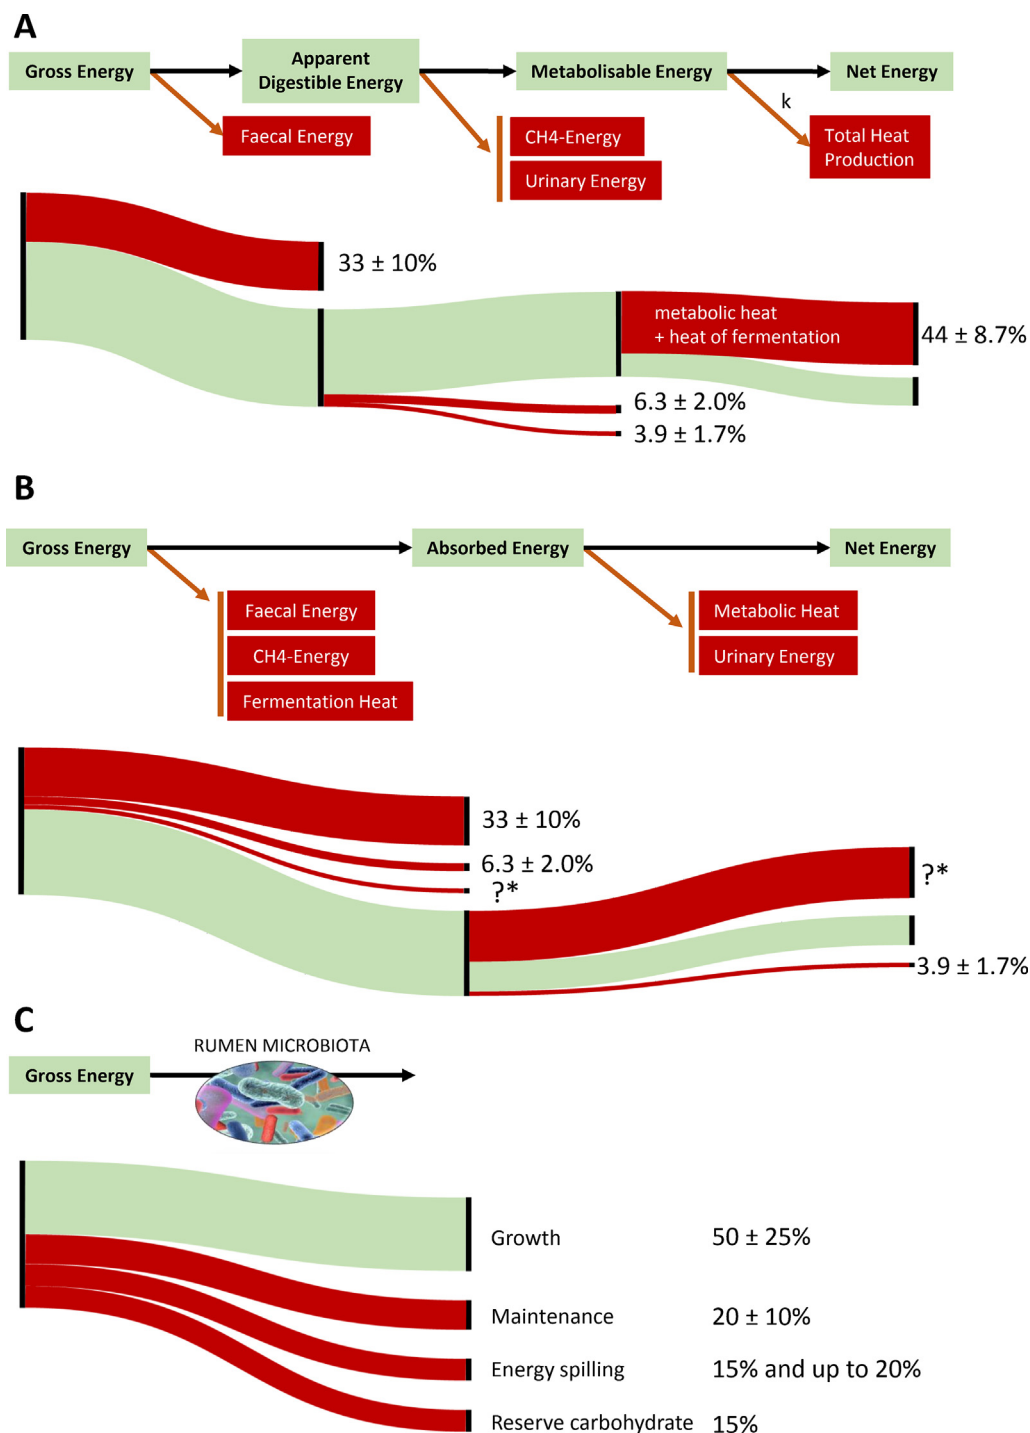 A
Gross Energy
Apparent
Digestible Energy
Metabolisable Energy
Net Energy
k
Faecal Energy
CH4-Energy
Urinary Energy
Total Heat
Production
33 ± 10%
metabolic heat
+ heat of fermentation
44 ± 8.7%
6.3 ± 2.0%
3.9 ± 1.7%
B
Gross Energy
Absorbed Energy
Net Energy
Faecal Energy
CH4-Energy
Fermentation Heat
Metabolic Heat
Urinary Energy
33 ± 10%
6.3 ± 2.0%
?*
?*
3.9 ± 1.7%
C
RUMEN MICROBIOTA
Gross Energy
Growth 50 ± 25%
Maintenance 20 ± 10%
Energy spilling 15% and up to 20%
Reserve carbohydrate 15%